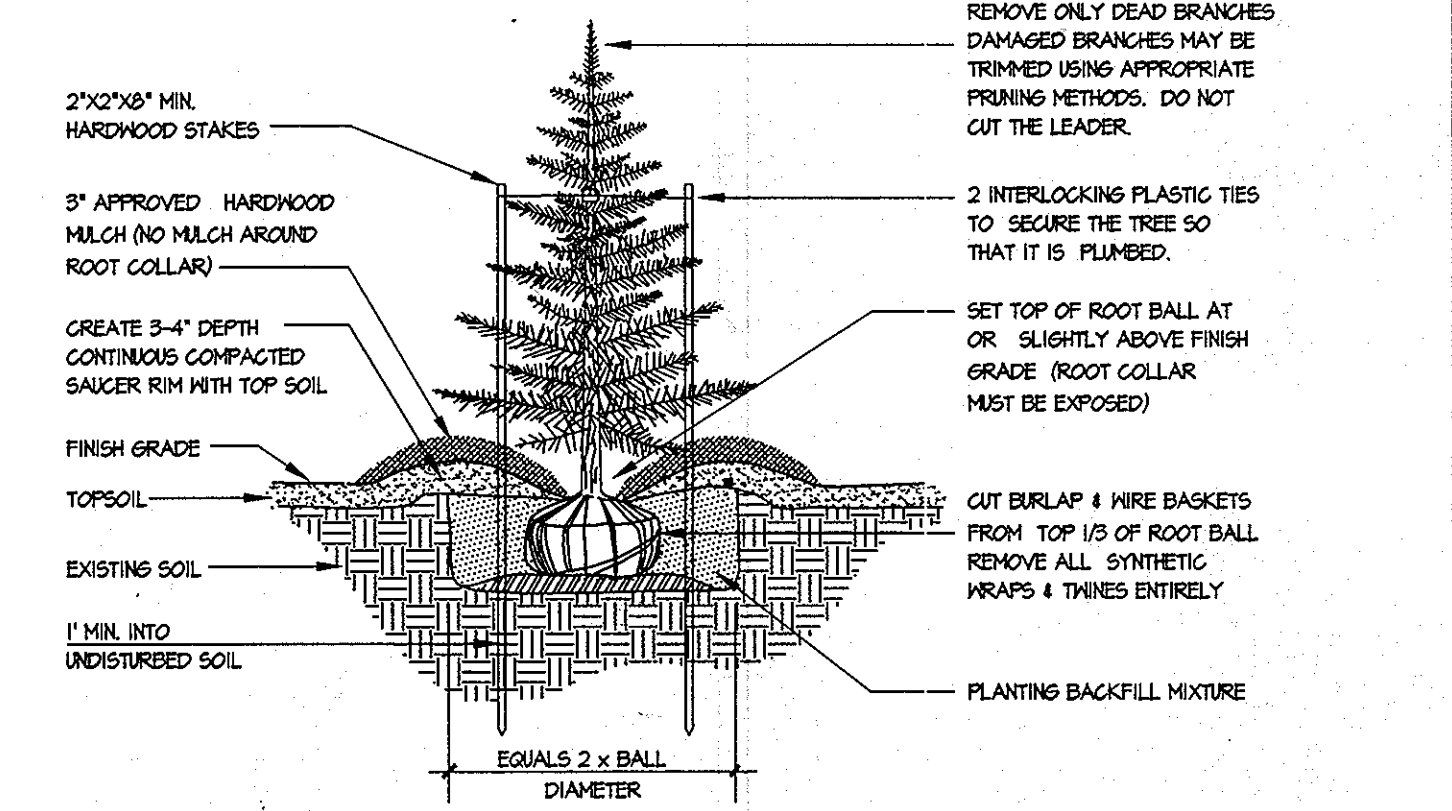 REMOVE ONLY DEAD BRANCHES
DAMAGED BRANCHES MAY BE
TRIMMED USING APPROPRIATE
PRUNING METHODS. DO NOT
CUT THE LEADER.
2"X2"X8" MIN.
HARDWOOD STAKES
3" APPROVED HARDWOOD
MULCH (NO MULCH AROUND
ROOT COLLAR)
2 INTERLOCKING PLASTIC TIES
TO SECURE THE TREE SO
THAT IT IS PLUMBED.
CREATE 3-4" DEPTH
CONTINUOUS COMPACTED
SAUCER RIM WITH TOP SOIL
SET TOP OF ROOT BALL AT
OR SLIGHTLY ABOVE FINISH
GRADE (ROOT COLLAR
MUST BE EXPOSED)
FINISH GRADE
TOPSOIL
EXISTING SOIL
CUT BURLAP & WIRE BASKETS
FROM TOP 1/3 OF ROOT BALL
REMOVE ALL SYNTHETIC
WRAPS & TWINES ENTIRELY
1' MIN. INTO
UNDISTURBED SOIL
PLANTING BACKFILL MIXTURE
EQUALS 2 x BALL
DIAMETER